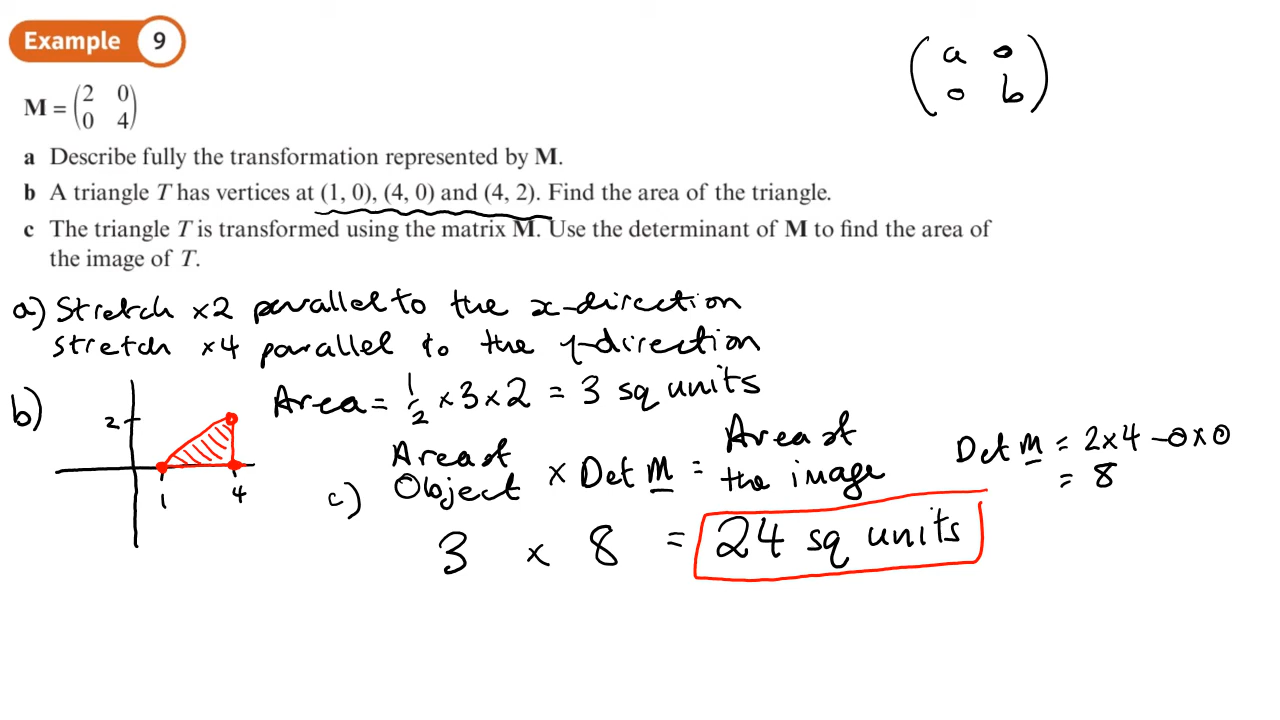 Example 9
M = (2 0
0 4)
(a 0
0 b)
a Describe fully the transformation represented by M.
b A triangle T has vertices at (1, 0), (4, 0) and (4, 2). Find the area of the triangle.
c The triangle T is transformed using the matrix M. Use the determinant of M to find the area of
the image of T.
a) Stretch ×2 parallel to the x-direction
Stretch ×4 parallel to the y-direction
b) 2 1 4
Area = 1/2 × 3 × 2 = 3 sq units
c) Area of Object × Det M = Area of the image
Det M = 2×4 - 0×0
= 8
3 × 8 = 24 sq units